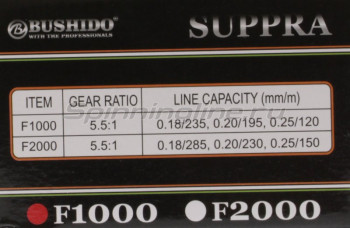 BUSHIDO SUPPRA
WITH THE PROFESSIONALS
ITEM GEAR RATIO LINE CAPACITY (mm/m)
F1000 5.5:1 0.18/235, 0.20/195, 0.25/120
F2000 5.5:1 0.18/285, 0.20/230, 0.25/150
Spinningline.ru
F1000 F2000